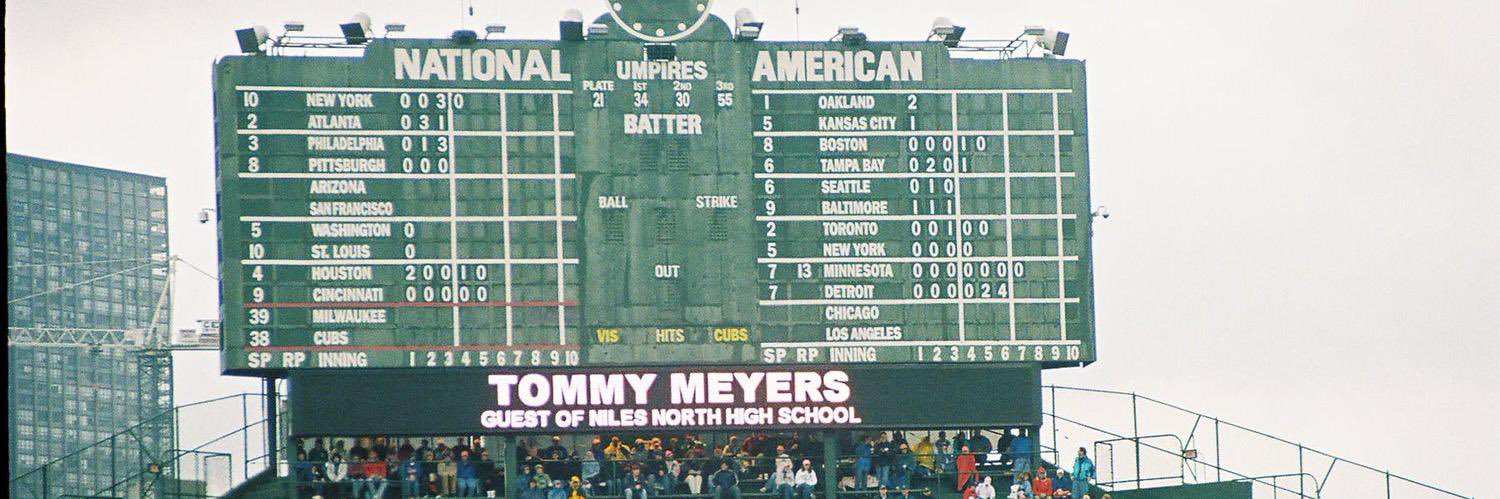 NATIONAL UMPIRES AMERICAN
PLATE 1ST 2ND 3RD
21 34 30 55
BATTER
BALL STRIKE
OUT
VIS HITS CUBS
10 NEW YORK 0 0 3 0
2 ATLANTA 0 3 1
3 PHILADELPHIA 0 1 3
8 PITTSBURGH 0 0 0
ARIZONA
SAN FRANCISCO
5 WASHINGTON 0
10 ST. LOUIS 0
4 HOUSTON 2 0 0 1 0
9 CINCINNATI 0 0 0 0 0
39 MILWAUKEE
38 CUBS
SP RP INNING 1 2 3 4 5 6 7 8 9 10
1 OAKLAND 2
5 KANSAS CITY 1
8 BOSTON 0 0 0 1 0
6 TAMPA BAY 0 2 0 1
6 SEATTLE 0 1 0
9 BALTIMORE 1 1 1
2 TORONTO 0 0 1 0 0
5 NEW YORK 0 0 0 0
7 13 MINNESOTA 0 0 0 0 0 0 0
7 DETROIT 0 0 0 0 2 4
CHICAGO
LOS ANGELES
SP RP INNING 1 2 3 4 5 6 7 8 9 10
TOMMY MEYERS
GUEST OF NILES NORTH HIGH SCHOOL